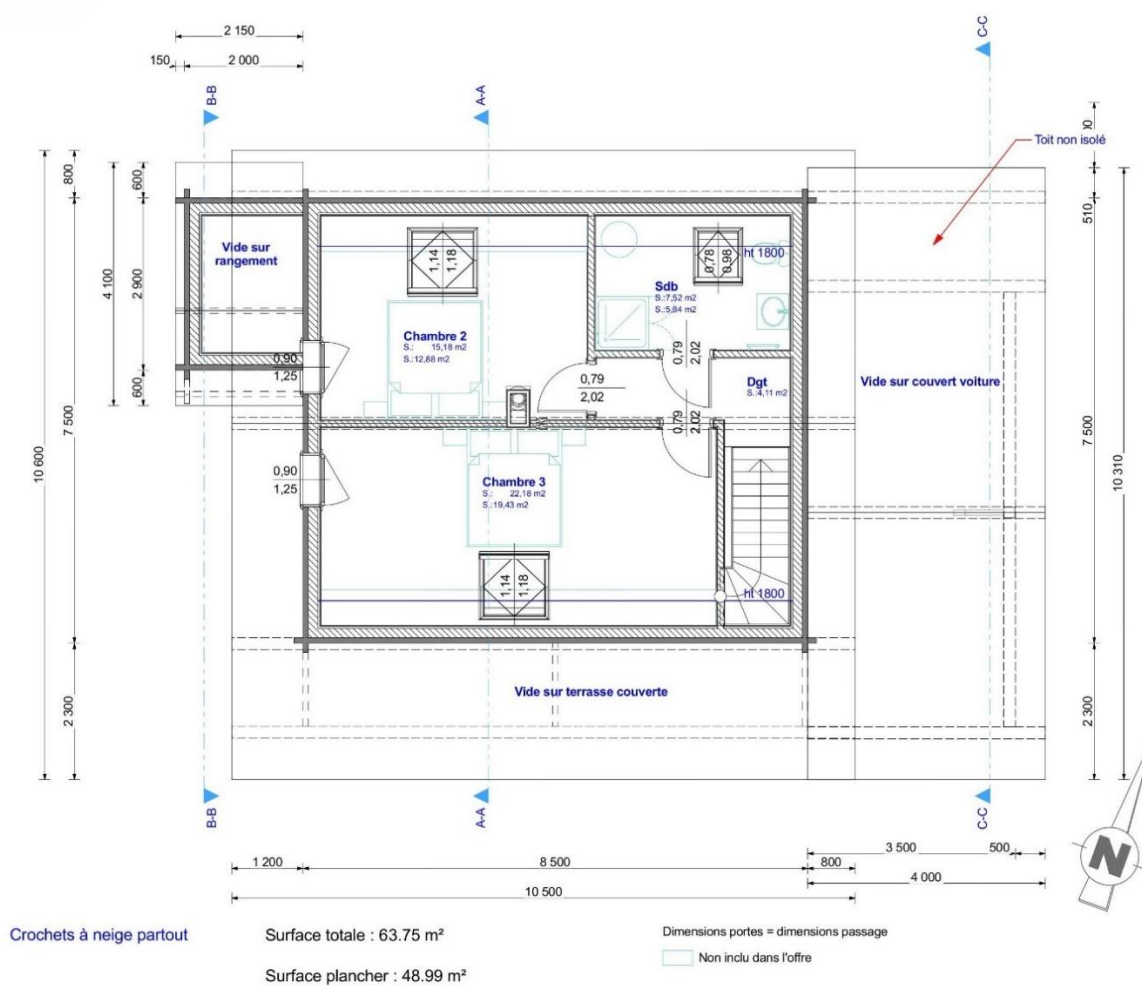 2 150
150
2 000
C-C
B-B
A-A
Toit non isolé
10 600
800
7 500
2 300
4 100
600
2 900
600
Vide sur
rangement
Chambre 2
S.: 15,18 m2
S.:12,88 m2
1,14
1,18
Sdb
S.:7,52 m2
S.:5,84 m2
0,78
0,98
ht 1800
0,90
1,25
0,79
2,02
0,79
2,02
0,79
2,02
Dgt
S.:4,11 m2
Vide sur couvert voiture
0,90
1,25
Chambre 3
S.: 22,18 m2
S.:19,43 m2
1,14
1,18
ht 1800
510
7 500
10 310
2 300
Vide sur terrasse couverte
B-B
A-A
C-C
1 200
8 500
800
10 500
3 500
500
4 000
N
Crochets à neige partout
Surface totale : 63.75 m²
Surface plancher : 48.99 m²
Dimensions portes = dimensions passage
Non inclu dans l'offre